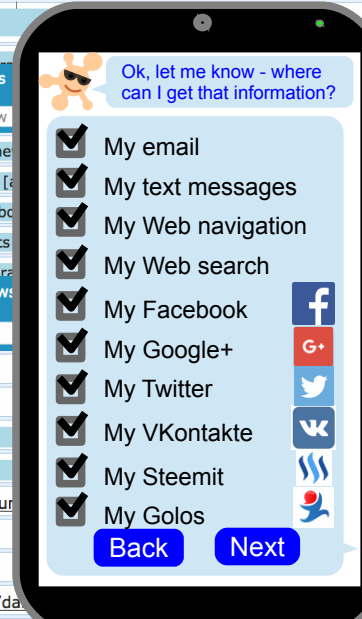 Ok, let me know - where
can I get that information?
My email
My text messages
My Web navigation
My Web search
My Facebook
f
My Google+
G+
My Twitter
My VKontakte
My Steemit
My Golos
Back
Next